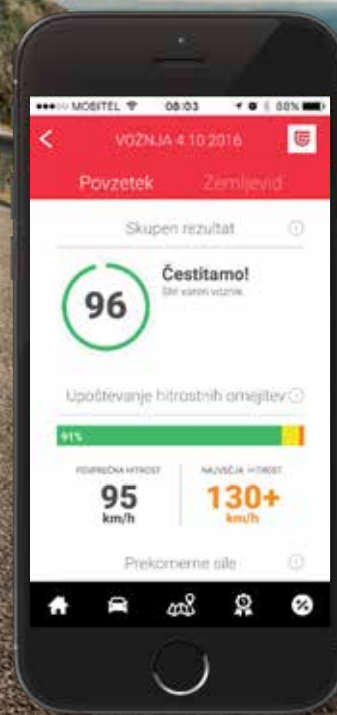 MOBITEL 08:03 88%
VOŽNJA 4.10.2016
Povzetek Zemljevid
Skupen rezultat
96
Čestitamo!
Ste varen voznik.
Upoštevanje hitrostnih omejitev
91%
POVPREČNA HITROST NAJVEČJA HITROST
95 130+
km/h km/h
Prekomerne sile